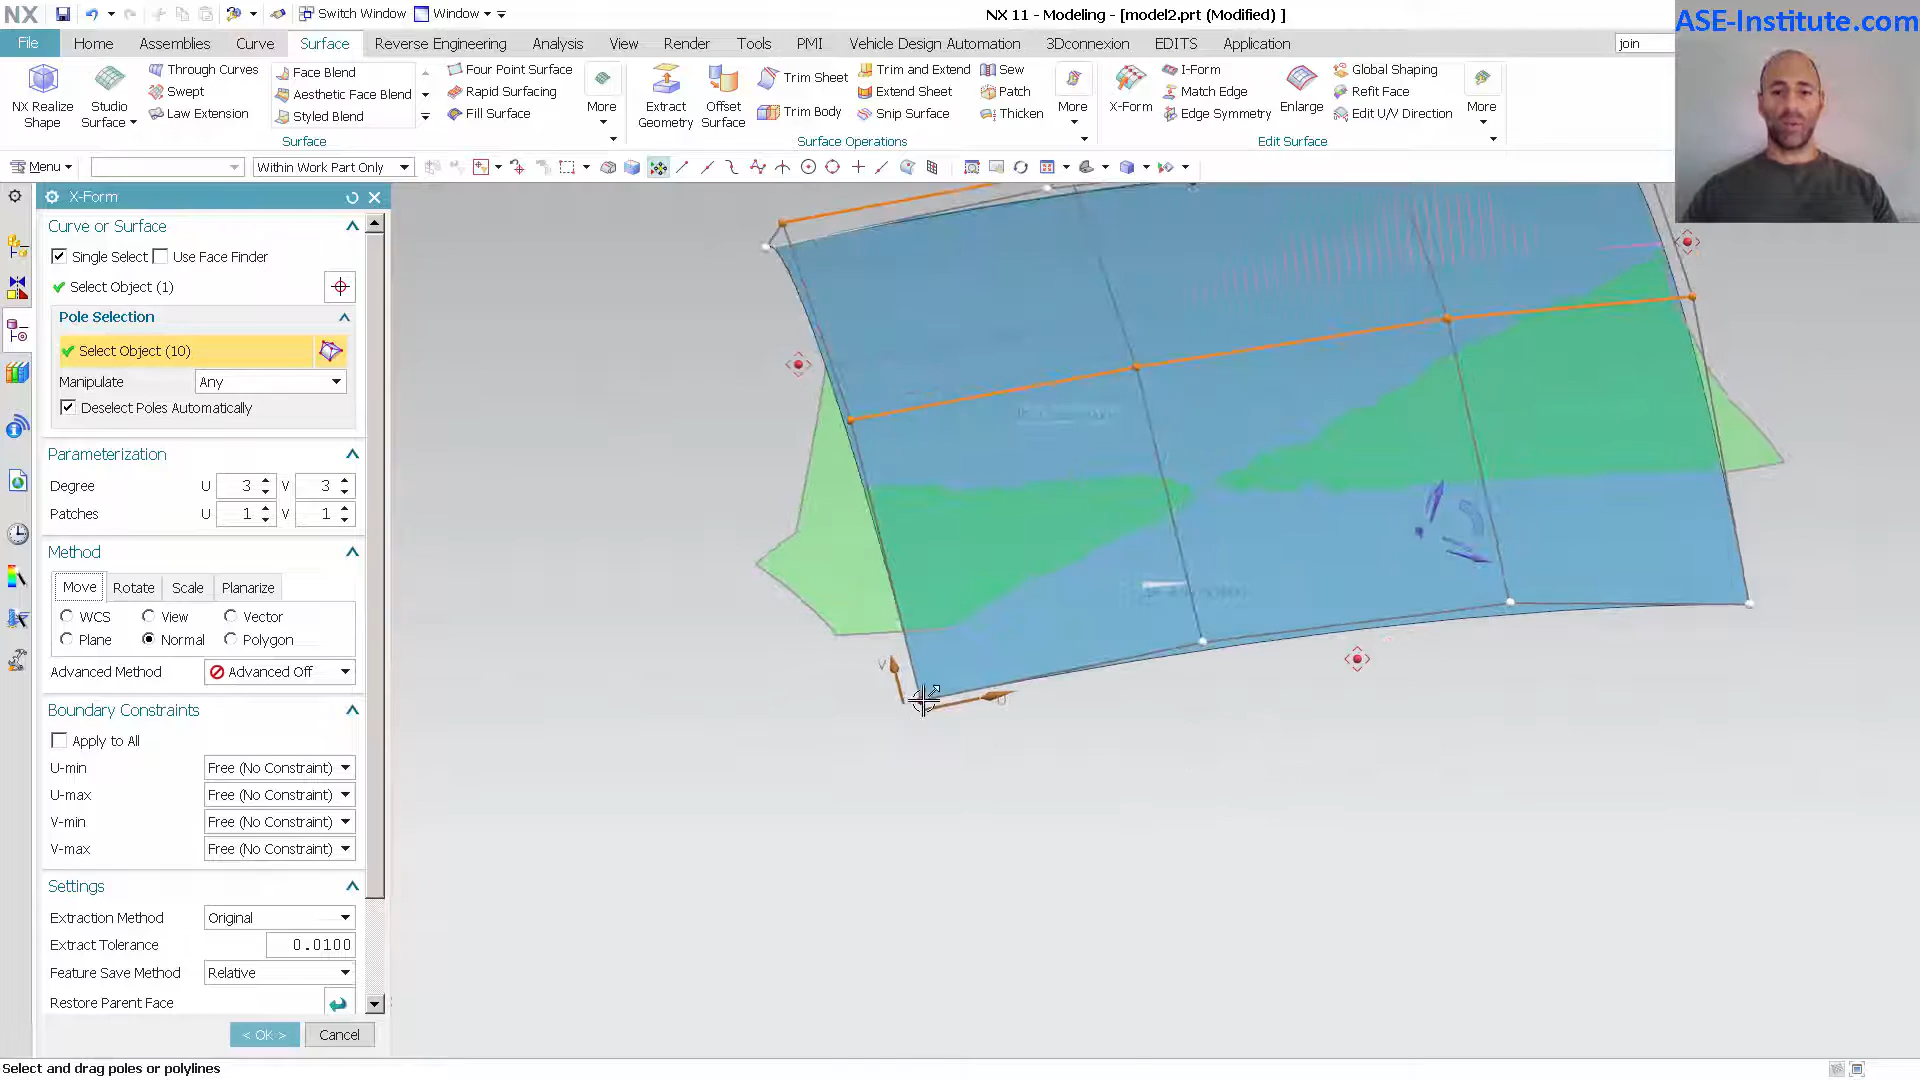 NX
Switch Window
Window
NX 11 - Modeling - [model2.prt (Modified) ]
ASE-Institute.com
File
Home
Assemblies
Curve
Surface
Reverse Engineering
Analysis
View
Render
Tools
PMI
Vehicle Design Automation
3Dconnexion
EDITS
Application
join
NX Realize Shape
Studio Surface
Through Curves
Swept
Law Extension
Face Blend
Aesthetic Face Blend
Styled Blend
Four Point Surface
Rapid Surfacing
Fill Surface
More
Extract Geometry
Offset Surface
Trim Sheet
Trim Body
Trim and Extend
Extend Sheet
Snip Surface
Sew
Patch
Thicken
More
X-Form
I-Form
Match Edge
Edge Symmetry
Enlarge
Global Shaping
Refit Face
Edit U/V Direction
More
Surface
Surface Operations
Edit Surface
Menu
Within Work Part Only
X-Form
Curve or Surface
Single Select
Use Face Finder
Select Object (1)
Pole Selection
Select Object (10)
Manipulate
Any
Deselect Poles Automatically
Parameterization
Degree U 3 V 3
Patches U 1 V 1
Method
Move Rotate Scale Planarize
WCS View Vector
Plane Normal Polygon
Advanced Method Advanced Off
Boundary Constraints
Apply to All
U-min Free (No Constraint)
U-max Free (No Constraint)
V-min Free (No Constraint)
V-max Free (No Constraint)
Settings
Extraction Method Original
Extract Tolerance 0.0100
Feature Save Method Relative
Restore Parent Face
< OK > Cancel
V
U
Select and drag poles or polylines